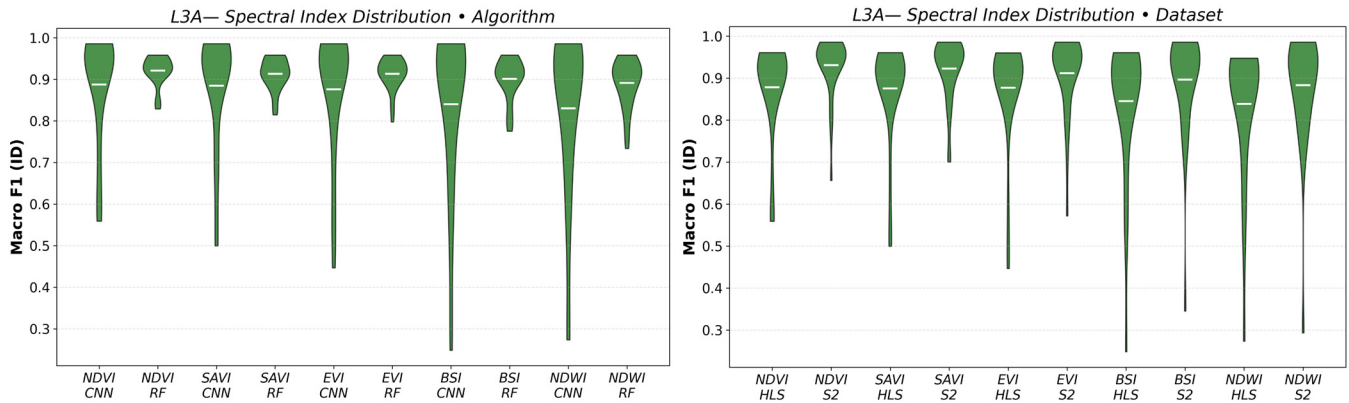 L3A— Spectral Index Distribution • Algorithm
Macro F1 (ID)
1.0
0.9
0.8
0.7
0.6
0.5
0.4
0.3
NDVI CNN
NDVI RF
SAVI CNN
SAVI RF
EVI CNN
EVI RF
BSI CNN
BSI RF
NDWI CNN
NDWI RF
L3A— Spectral Index Distribution • Dataset
Macro F1 (ID)
1.0
0.9
0.8
0.7
0.6
0.5
0.4
0.3
NDVI HLS
NDVI S2
SAVI HLS
SAVI S2
EVI HLS
EVI S2
BSI HLS
BSI S2
NDWI HLS
NDWI S2